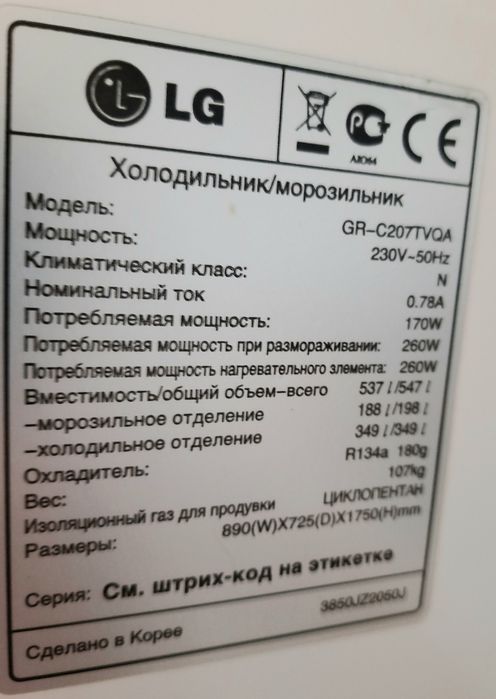 LG
PG
АЮ64
CE
Холодильник/морозильник
Модель: GR-C207TVQA
Мощность: 230V~50Hz
Климатический класс: N
Номинальный ток 0.78A
Потребляемая мощность: 170W
Потребляемая мощность при размораживании: 260W
Потребляемая мощность нагревательного элемента: 260W
Вместимость/общий объем-всего 537 l/547 l
-морозильное отделение 188 l/198 l
-холодильное отделение 349 l/349 l
Охладитель: R134a 180g
Вес: 107kg
Изоляционный газ для продувки ЦИКЛОПЕНТАН
Размеры: 890(W)X725(D)X1750(H)mm
Серия: См. штрих-код на этикетке
3850JZ2050J
Сделано в Корее